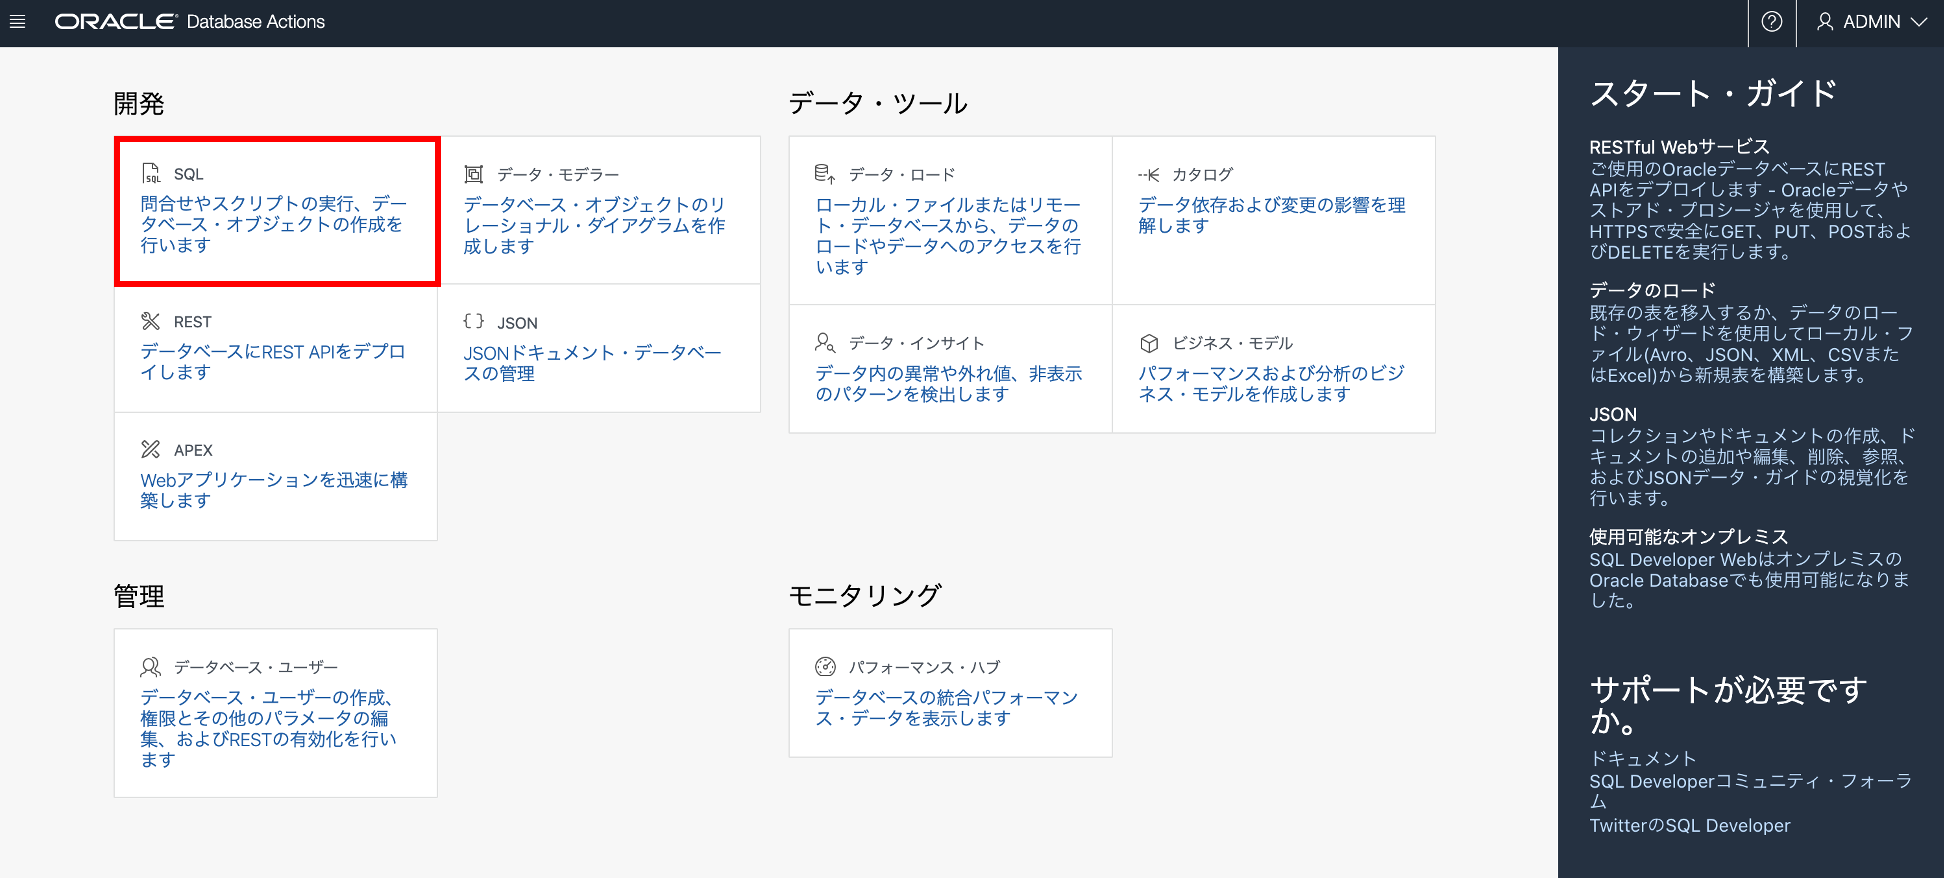 ORACLE® Database Actions
ADMIN
開発
SQL
問合せやスクリプトの実行、デー
タベース・オブジェクトの作成を
行います
データ・モデラー
データベース・オブジェクトのリ
レーショナル・ダイアグラムを作
成します
REST
データベースにREST APIをデプロ
イします
JSON
JSONドキュメント・データベー
スの管理
APEX
Webアプリケーションを迅速に構
築します
データ・ツール
データ・ロード
ローカル・ファイルまたはリモー
ト・データベースから、データの
ロードやデータへのアクセスを行
います
カタログ
データ依存および変更の影響を理
解します
データ・インサイト
データ内の異常や外れ値、非表示
のパターンを検出します
ビジネス・モデル
パフォーマンスおよび分析のビジ
ネス・モデルを作成します
管理
データベース・ユーザー
データベース・ユーザーの作成、
権限とその他のパラメータの編
集、およびRESTの有効化を行い
ます
モニタリング
パフォーマンス・ハブ
データベースの統合パフォーマン
ス・データを表示します
スタート・ガイド
RESTful Webサービス
ご使用のOracleデータベースにREST
APIをデプロイします - Oracleデータや
ストアド・プロシージャを使用して、
HTTPSで安全にGET、PUT、POSTおよ
びDELETEを実行します。
データのロード
既存の表を移入するか、データのロー
ド・ウィザードを使用してローカル・フ
ァイル(Avro、JSON、XML、CSVまた
はExcel)から新規表を構築します。
JSON
コレクションやドキュメントの作成、ド
キュメントの追加や編集、削除、参照、
およびJSONデータ・ガイドの視覚化を
行います。
使用可能なオンプレミス
SQL Developer Webはオンプレミスの
Oracle Databaseでも使用可能になりま
した。
サポートが必要です
か。
ドキュメント
SQL Developerコミュニティ・フォーラ
ム
TwitterのSQL Developer